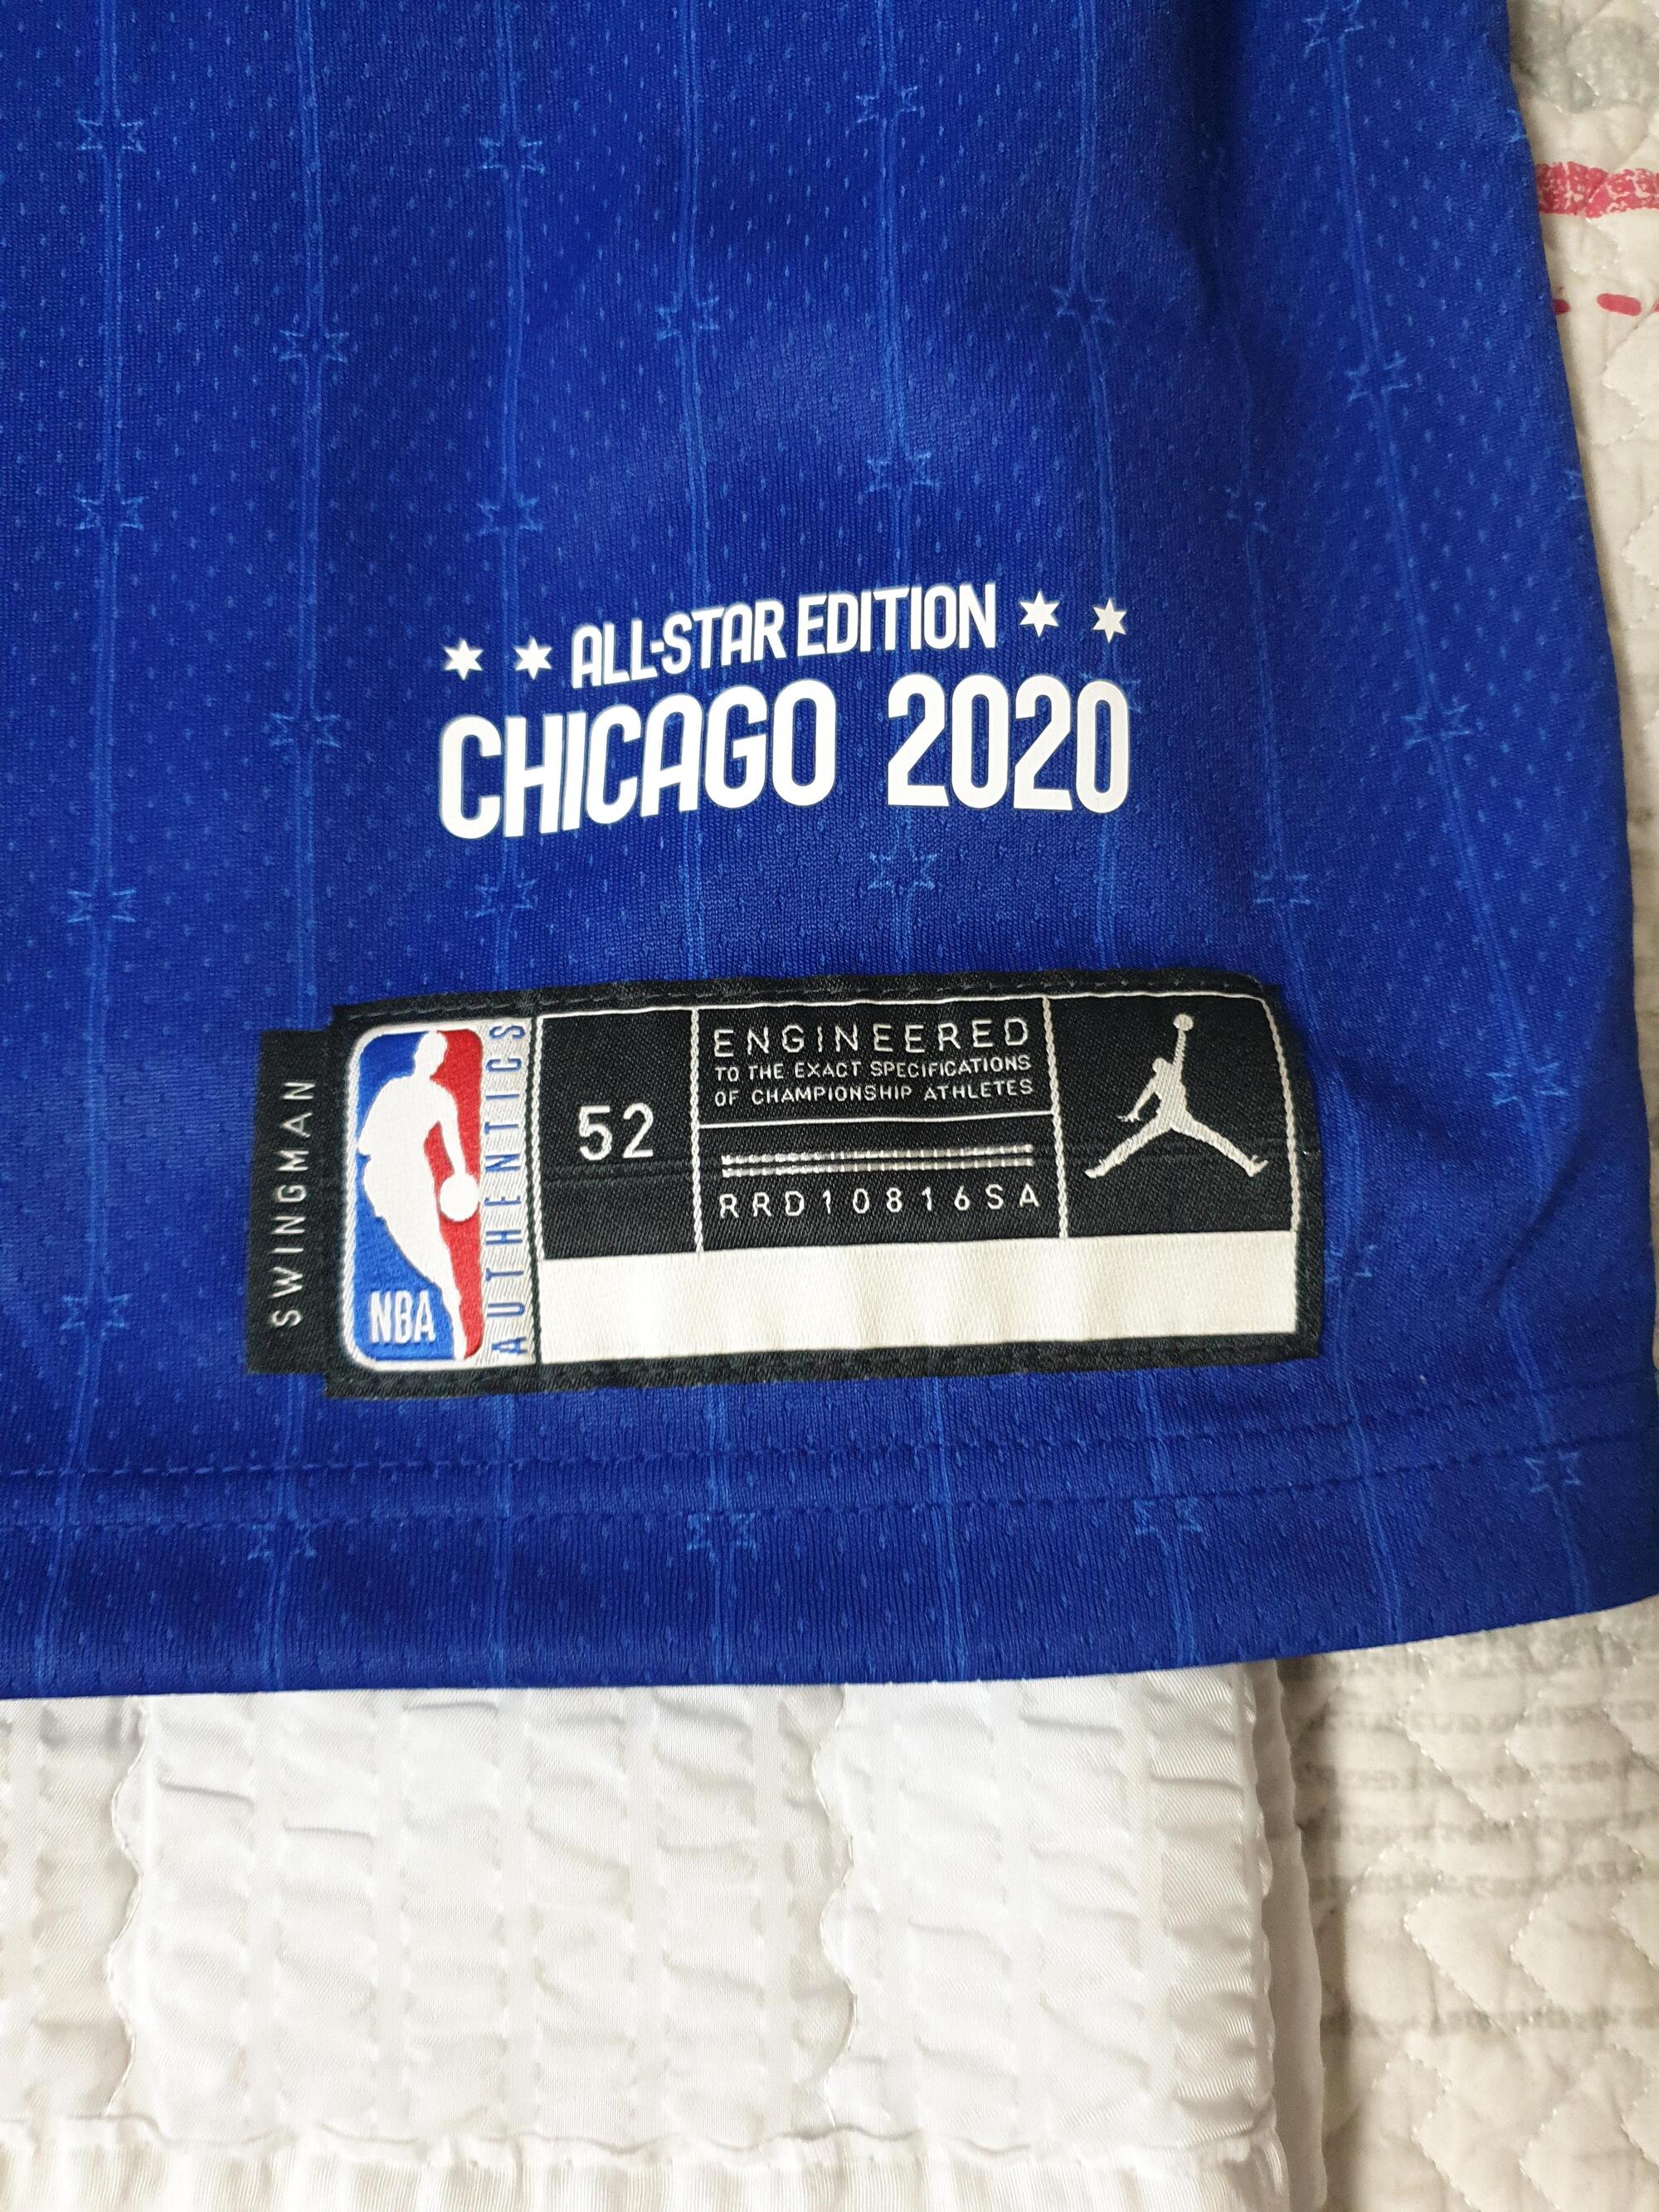 ALL-STAR EDITION
CHICAGO 2020
SWINGMAN
NBA
AUTHENTICS
52
ENGINEERED
TO THE EXACT SPECIFICATIONS
OF CHAMPIONSHIP ATHLETES
RRD10816SA